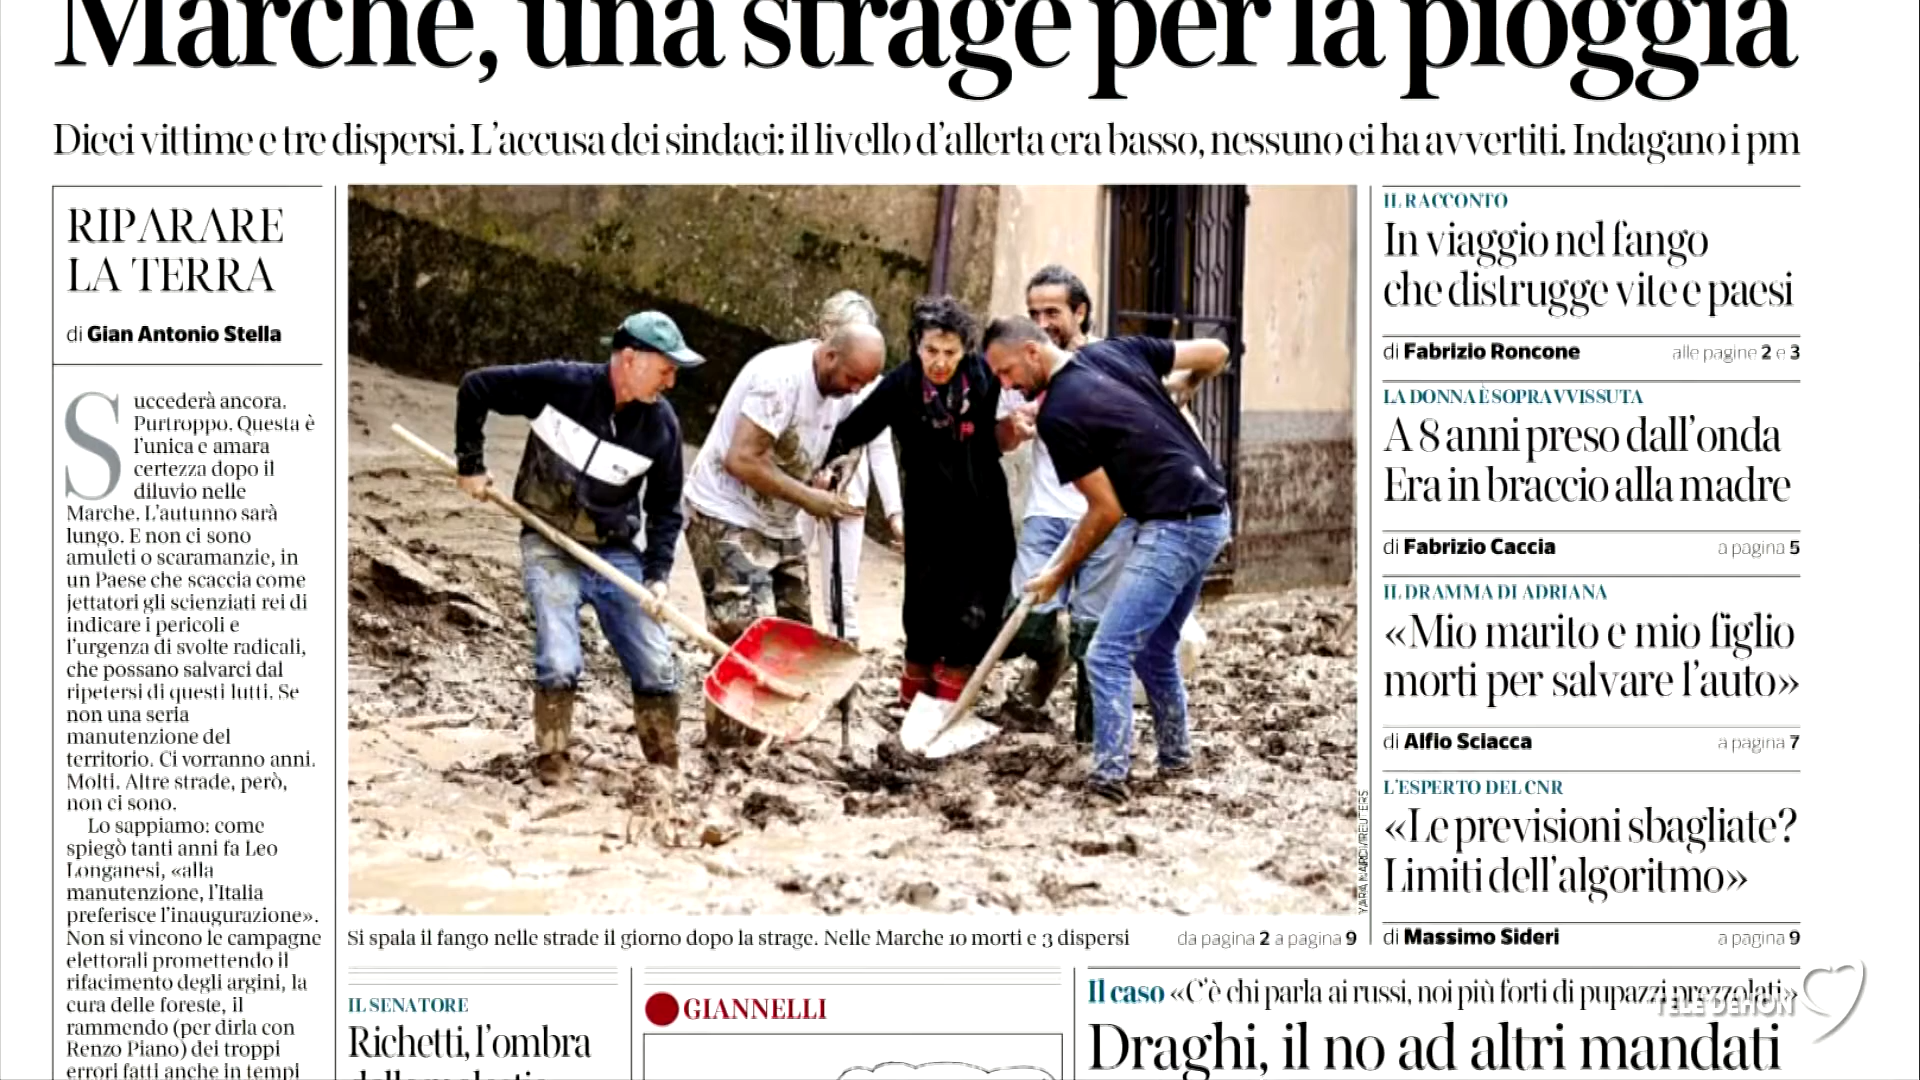 Marche, una strage per la pioggia
Dieci vittime e tre dispersi. L'accusa dei sindaci: il livello d'allerta era basso, nessuno ci ha avvertiti. Indagano i pm
RIPARARE
LA TERRA
di Gian Antonio Stella
Succederà ancora.
Purtroppo. Questa è
l'unica e amara
certezza dopo il
diluvio nelle
Marche. L'autunno sarà
lungo. E non ci sono
amuleti o scaramanzie, in
un Paese che scaccia come
jettatori gli scienziati rei di
indicare i pericoli e
l'urgenza di svolte radicali,
che possano salvarci dal
ripetersi di questi lutti. Se
non una seria
manutenzione del
territorio. Ci vorranno anni.
Molti. Altre strade, però,
non ci sono.
Lo sappiamo: come
spiegò tanti anni fa Leo
Longanesi, «alla
manutenzione, l'Italia
preferisce l'inaugurazione».
Non si vincono le campagne
elettorali promettendo il
rifacimento degli argini, la
cura delle foreste, il
rammendo (per dirla con
Renzo Piano) dei troppi
errori fatti anche in tempi
YARA NARDI/REUTERS
Si spala il fango nelle strade il giorno dopo la strage. Nelle Marche 10 morti e 3 dispersi
da pagina 2 a pagina 9
IL RACCONTO
In viaggio nel fango
che distrugge vite e paesi
di Fabrizio Roncone alle pagine 2 e 3
LA DONNA È SOPRAVVISSUTA
A 8 anni preso dall'onda
Era in braccio alla madre
di Fabrizio Caccia a pagina 5
IL DRAMMA DI ADRIANA
«Mio marito e mio figlio
morti per salvare l'auto»
di Alfio Sciacca a pagina 7
L'ESPERTO DEL CNR
«Le previsioni sbagliate?
Limiti dell'algoritmo»
di Massimo Sideri a pagina 9
IL SENATORE
Richetti, l'ombra
GIANNELLI
Il caso «C'è chi parla ai russi, noi più forti di pupazzi prezzolati»
Draghi, il no ad altri mandati
TELE DEHON